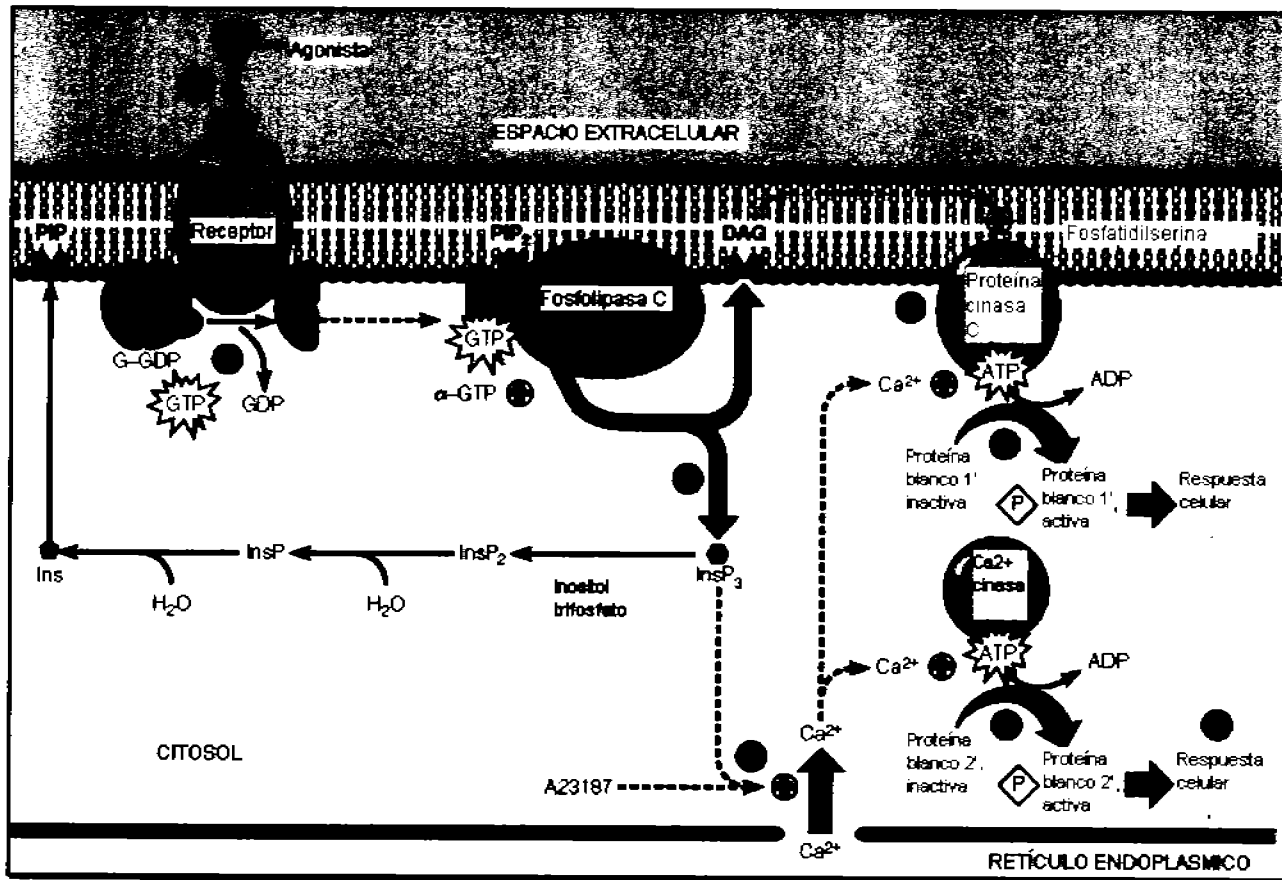 Agonista
ESPACIO EXTRACELULAR
PIP
Receptor
PIP2
DAG
Fosfatidilserina
Fosfolipasa C
Proteína
cinasa
C
G–GDP
GTP
GDP
GTP
α–GTP
Ca2+
ATP
ADP
Proteína
blanco 1'
inactiva
P
Proteína
blanco 1',
activa
Respuesta
celular
Ins
InsP
InsP2
InsP3
H2O
H2O
Inositol
trifosfato
Ca2+
cinasa
Ca2+
ATP
ADP
Proteína
blanco 2',
inactiva
P
Proteína
blanco 2',
activa
Respuesta
celular
CITOSOL
Ca2+
A23187
Ca2+
RETÍCULO ENDOPLASMICO